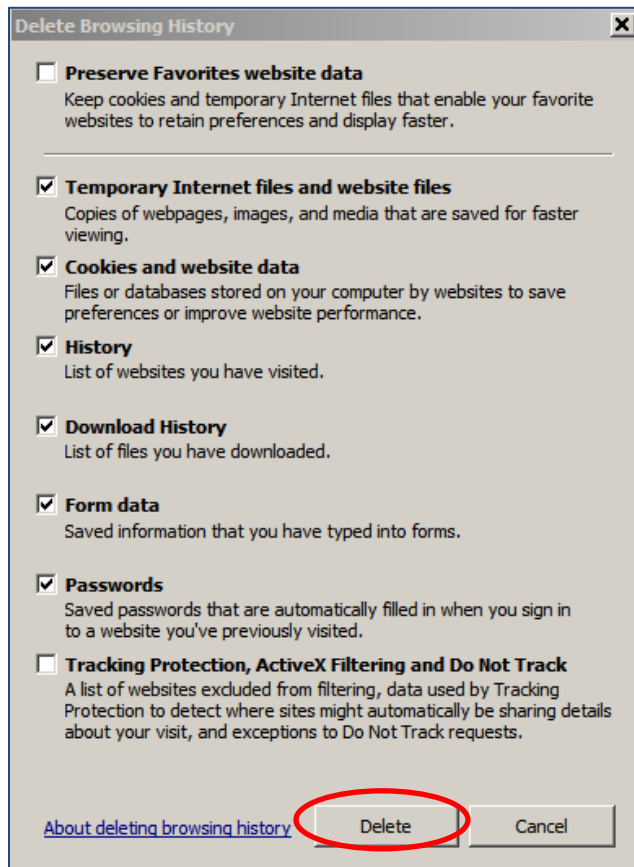 Delete Browsing History
Preserve Favorites website data
Keep cookies and temporary Internet files that enable your favorite
websites to retain preferences and display faster.
Temporary Internet files and website files
Copies of webpages, images, and media that are saved for faster
viewing.
Cookies and website data
Files or databases stored on your computer by websites to save
preferences or improve website performance.
History
List of websites you have visited.
Download History
List of files you have downloaded.
Form data
Saved information that you have typed into forms.
Passwords
Saved passwords that are automatically filled in when you sign in
to a website you've previously visited.
Tracking Protection, ActiveX Filtering and Do Not Track
A list of websites excluded from filtering, data used by Tracking
Protection to detect where sites might automatically be sharing details
about your visit, and exceptions to Do Not Track requests.
About deleting browsing history
Delete
Cancel